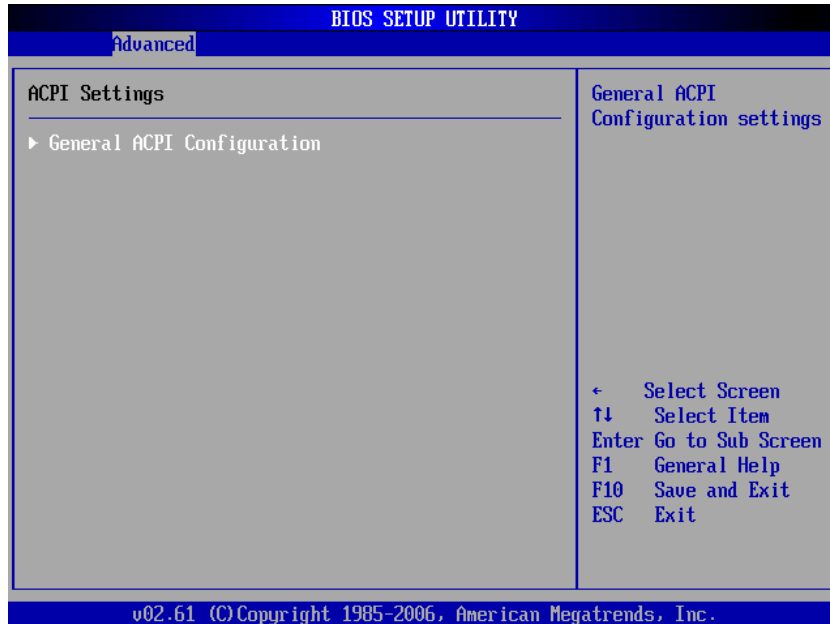 BIOS SETUP UTILITY
Advanced
ACPI Settings
▶ General ACPI Configuration
General ACPI
Configuration settings
← Select Screen
↑↓ Select Item
Enter Go to Sub Screen
F1 General Help
F10 Save and Exit
ESC Exit
v02.61 (C)Copyright 1985-2006, American Megatrends, Inc.